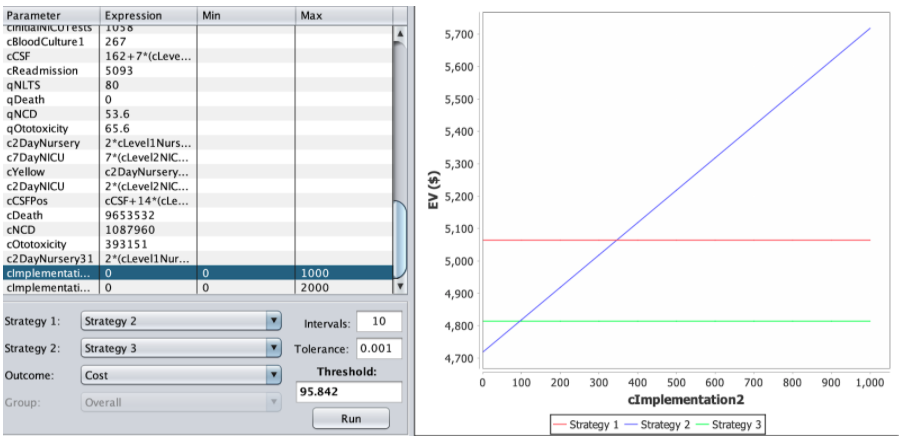 Parameter Expression Min Max
cInitialNICUTests 1058
cBloodCulture1 267
cCSF 162+7*(cLeve...
cReadmission 5093
qNLTS 80
qDeath 0
qNCD 53.6
qOtotoxicity 65.6
c2DayNursery 2*cLevel1Nurs...
c7DayNICU 7*(cLevel2NIC...
cYellow c2DayNursery...
c2DayNICU 2*(cLevel2NIC...
cCSFPos cCSF+14*(cLe...
cDeath 9653532
cNCD 1087960
cOtotoxicity 393151
c2DayNursery31 2*(cLevel1Nur...
cImplementati... 0 0 1000
cImplementati... 0 0 2000
Strategy 1: Strategy 2 Intervals: 10
Strategy 2: Strategy 3 Tolerance: 0.001
Outcome: Cost Threshold:
95.842
Group: Overall
Run
5,700
5,600
5,500
5,400
5,300
5,200
5,100
5,000
4,900
4,800
4,700
EV ($)
0 100 200 300 400 500 600 700 800 900 1,000
cImplementation2
Strategy 1 Strategy 2 Strategy 3